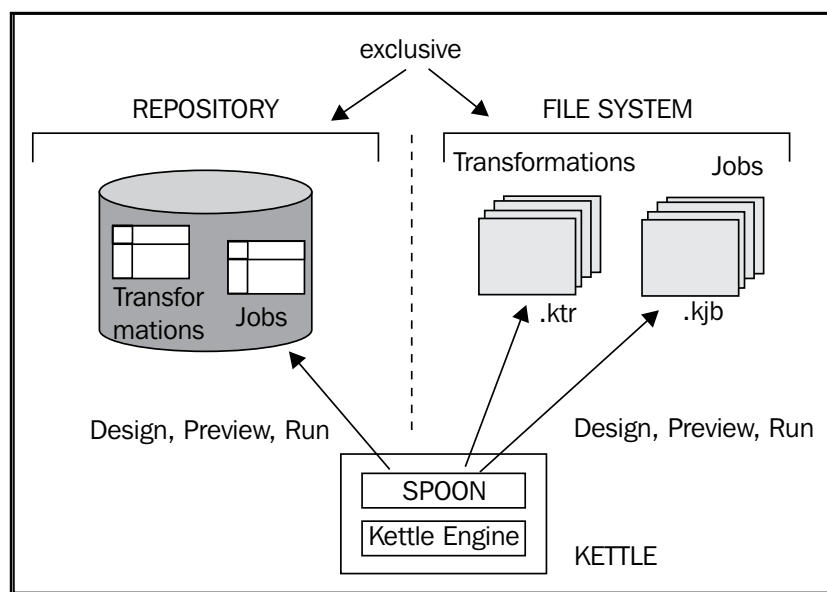 exclusive
REPOSITORY
FILE SYSTEM
Transformations
Jobs
Transfor
mations
Jobs
.ktr
.kjb
Design, Preview, Run
Design, Preview, Run
SPOON
Kettle Engine
KETTLE